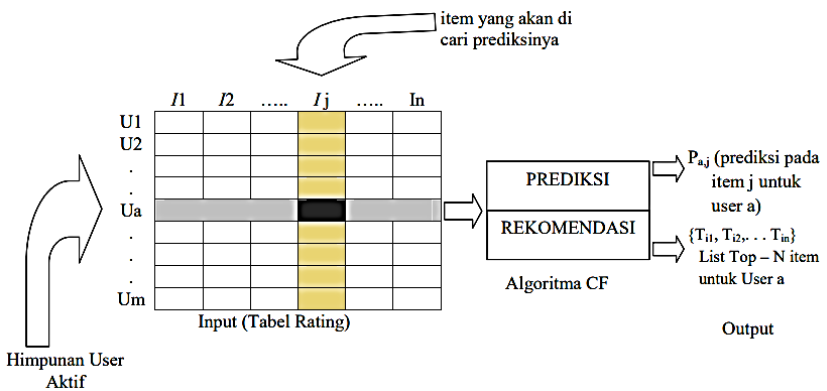 item yang akan di
cari prediksinya
I1 I2 ..... I j ..... In
U1
U2
.
.
Ua
.
.
.
Um
Input (Tabel Rating)
Himpunan User
Aktif
PREDIKSI
REKOMENDASI
Algoritma CF
Pa,j (prediksi pada
item j untuk
user a)
{Ti1, Ti2,. . . Tin}
List Top – N item
untuk User a
Output